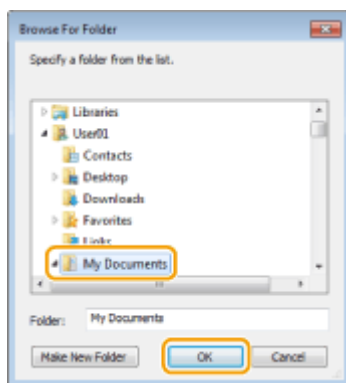 Browse For Folder
Specify a folder from the list.
Libraries
User01
Contacts
Desktop
Downloads
Favorites
Links
My Documents
Folder: My Documents
Make New Folder OK Cancel